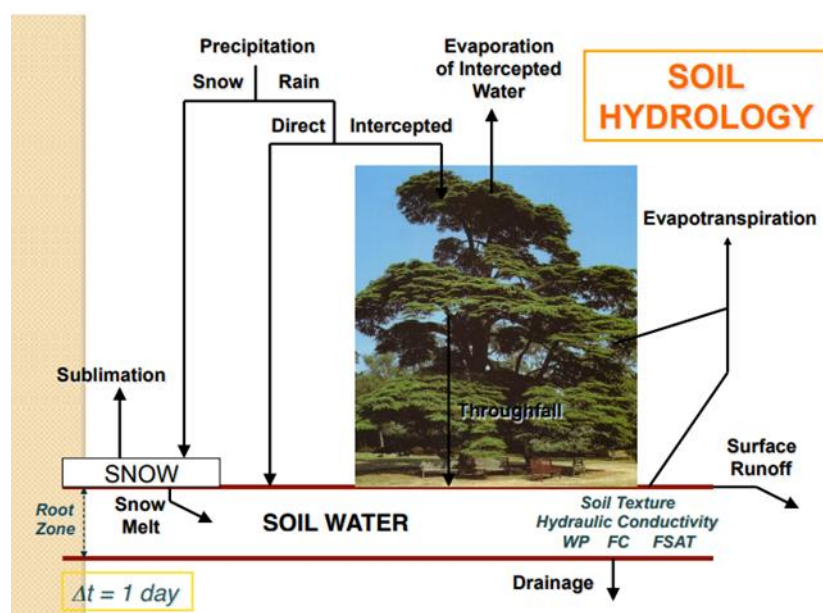 Precipitation
Snow Rain
Direct Intercepted
Evaporation
of Intercepted
Water
SOIL
HYDROLOGY
Evapotranspiration
Sublimation
Throughfall
SNOW
Surface
Runoff
Root
Zone
Snow
Melt
SOIL WATER
Soil Texture
Hydraulic Conductivity
WP FC FSAT
Δt = 1 day
Drainage